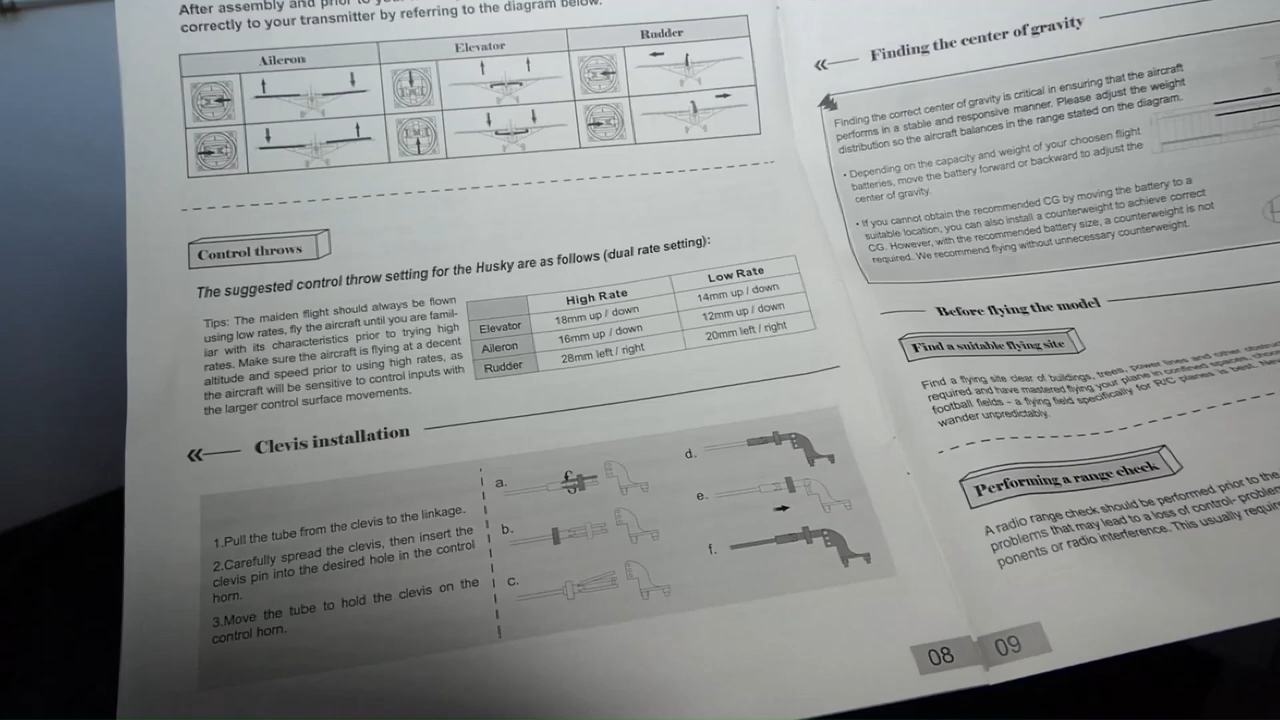 After assembly and prior to your
correctly to your transmitter by referring to the diagram below.
Aileron
Elevator
Rudder
Control throws
The suggested control throw setting for the Husky are as follows (dual rate setting):
Tips: The maiden flight should always be flown
using low rates, fly the aircraft until you are famil-
iar with its characteristics prior to trying high
rates. Make sure the aircraft is flying at a decent
altitude and speed prior to using high rates, as
the aircraft will be sensitive to control inputs with
the larger control surface movements.
High Rate Low Rate
Elevator 18mm up / down 14mm up / down
Aileron 16mm up / down 12mm up / down
Rudder 28mm left / right 20mm left / right
Clevis installation
1.Pull the tube from the clevis to the linkage.
2.Carefully spread the clevis, then insert the
clevis pin into the desired hole in the control
horn.
3.Move the tube to hold the clevis on the
control horn.
a.
b.
c.
d.
e.
f.
08
Finding the center of gravity
Finding the correct center of gravity is critical in ensuring that the aircraft
performs in a stable and responsive manner. Please adjust the weight
distribution so the aircraft balances in the range stated on the diagram.
• Depending on the capacity and weight of your choosen flight
batteries, move the battery forward or backward to adjust the
center of gravity.
• If you cannot obtain the recommended CG by moving the battery to a
suitable location, you can also install a counterweight to achieve correct
CG. However, with the recommended battery size, a counterweight is not
required. We recommend flying without unnecessary counterweight.
Before flying the model
Find a suitable flying site
Find a flying site clear of buildings, trees, power lines and other
required and have mastered flying your plane in confined spaces,
football fields - a flying field specifically for R/C planes is best.
wander unpredictably.
Performing a range check
A radio range check should be performed prior to the
problems that may lead to a loss of control-
ponents or radio interference. This usually
09